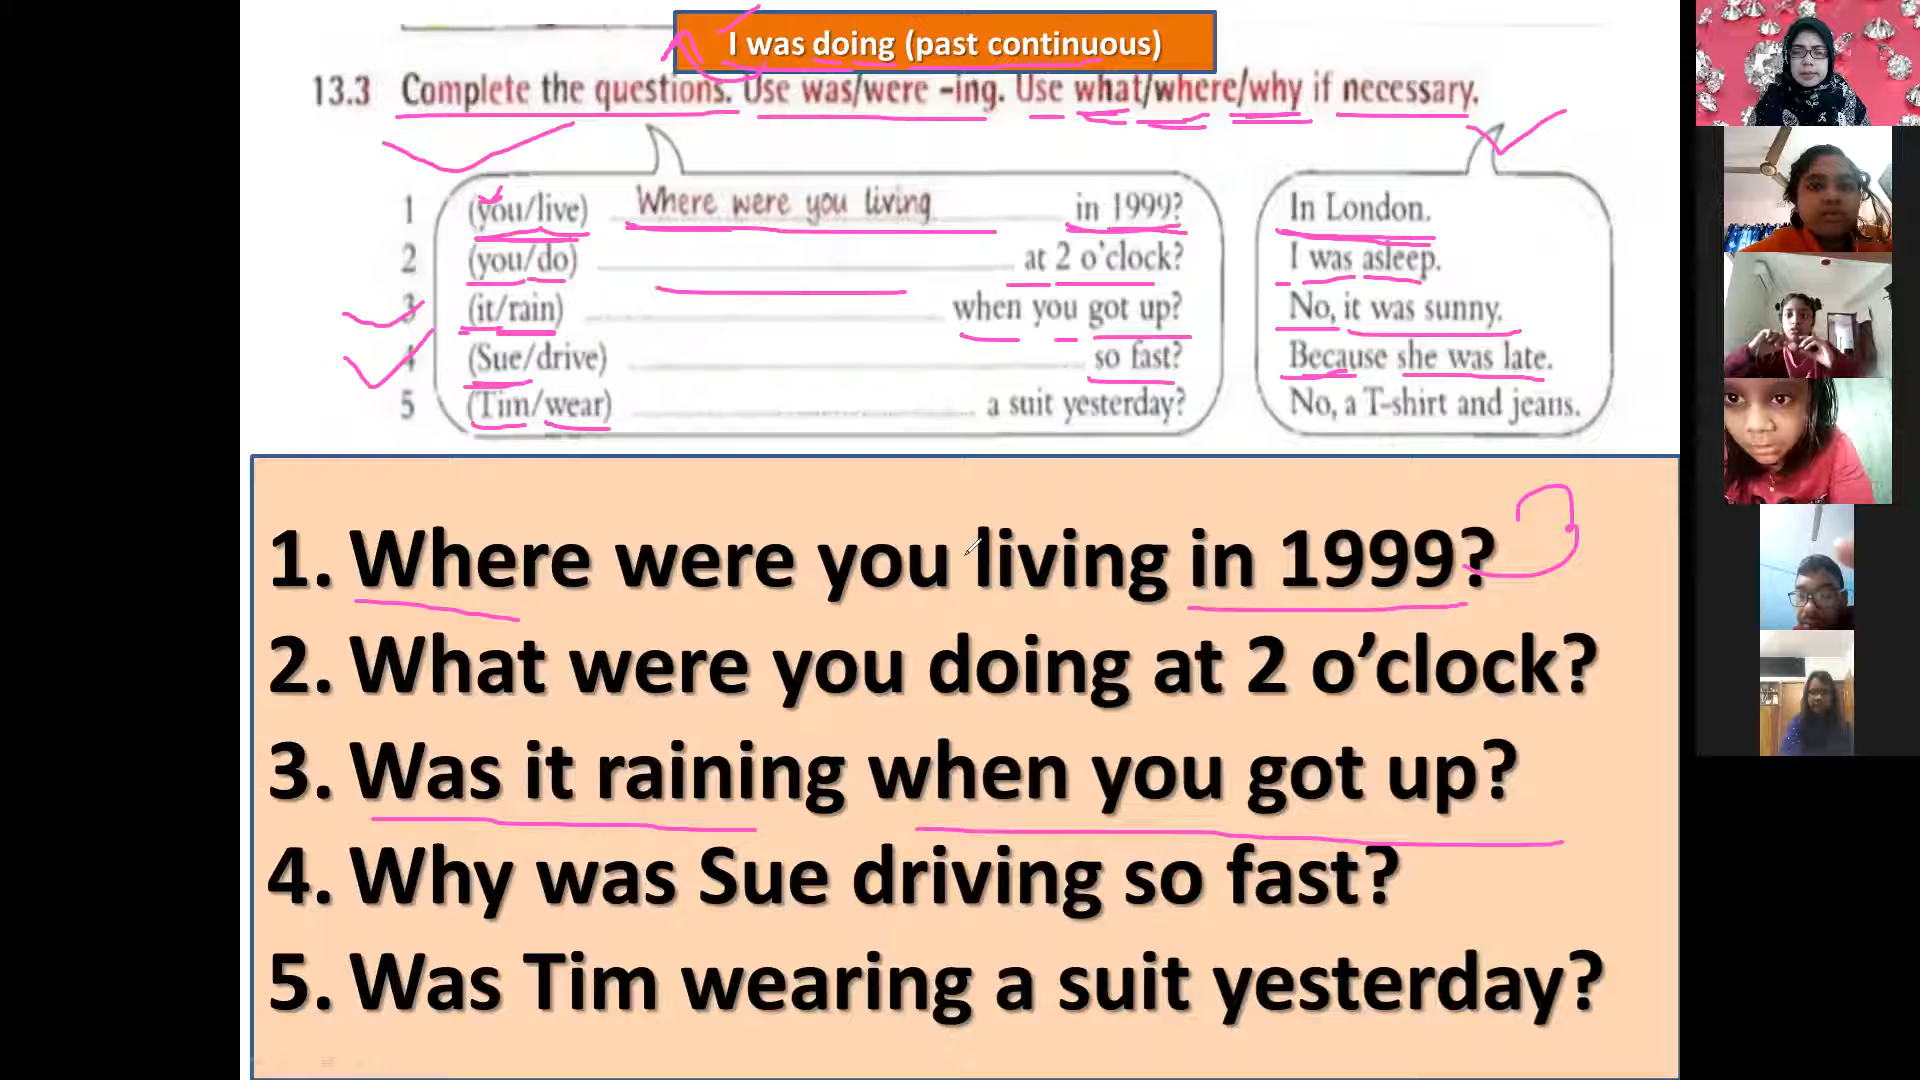 I was doing (past continuous)
13.3 Complete the questions. Use was/were -ing. Use what/where/why if necessary.
1 (you/live) Where were you living in 1999? In London.
2 (you/do) at 2 o'clock? I was asleep.
3 (it/rain) when you got up? No, it was sunny.
4 (Sue/drive) so fast? Because she was late.
5 (Tim/wear) a suit yesterday? No, a T-shirt and jeans.
1. Where were you living in 1999?
2. What were you doing at 2 o’clock?
3. Was it raining when you got up?
4. Why was Sue driving so fast?
5. Was Tim wearing a suit yesterday?